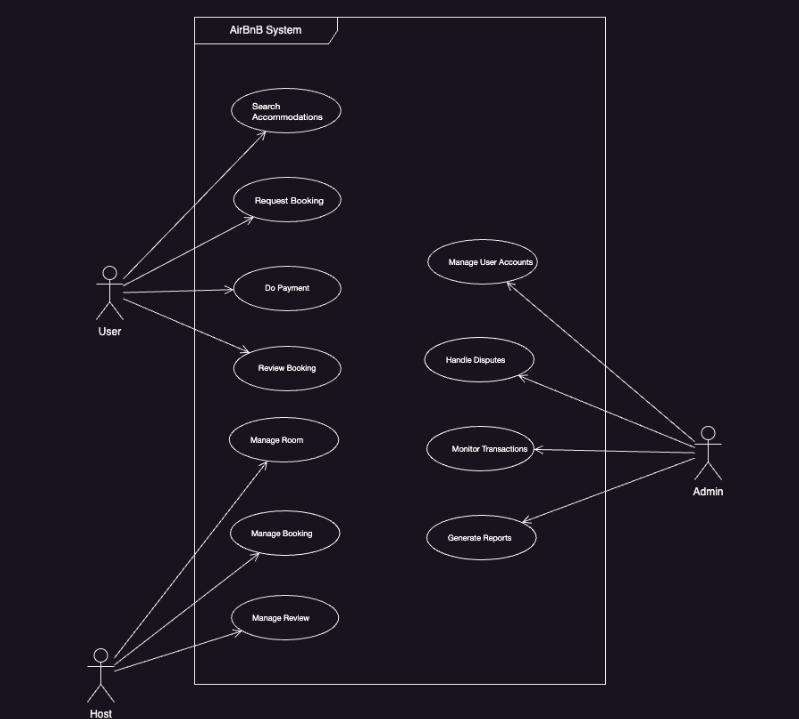 AirBnB System
Search
Accommodations
Request Booking
Do Payment
Review Booking
Manage Room
Manage Booking
Manage Review
Manage User Accounts
Handle Disputes
Monitor Transactions
Generate Reports
User
Host
Admin